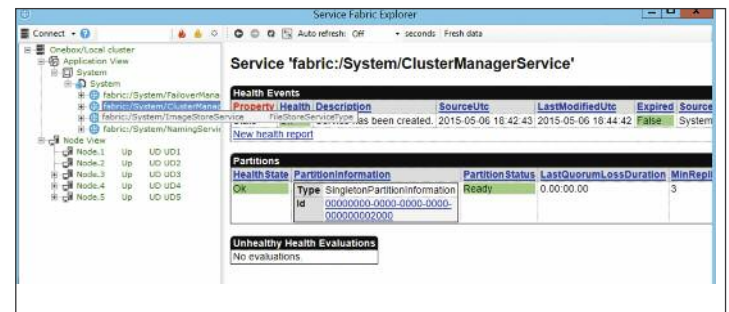 Service Fabric Explorer
Connect
Auto refresh: Off seconds Fresh data
Onebox/Local cluster
Application View
System
System
fabric:/System/FailoverMana
fabric:/System/ClusterManag
fabric:/System/ImageStoreService FileStoreServiceType
fabric:/System/NamingServic
Node View
Node.1 Up UD UD1
Node.2 Up UD UD2
Node.3 Up UD UD3
Node.4 Up UD UD4
Node.5 Up UD UD5
Service 'fabric:/System/ClusterManagerService'
Health Events
Property Health Description SourceUtc LastModifiedUtc Expired Source
has been created. 2015-05-06 18:42:43 2015-05-06 18:44:42 False System
New health report
Partitions
HealthState PartitionInformation PartitionStatus LastQuorumLossDuration MinRepli
Ok Type SingletonPartitionInformation Ready 0.00:00.00 3
Id 00000000-0000-0000-0000-
000000002000
Unhealthy Health Evaluations
No evaluations